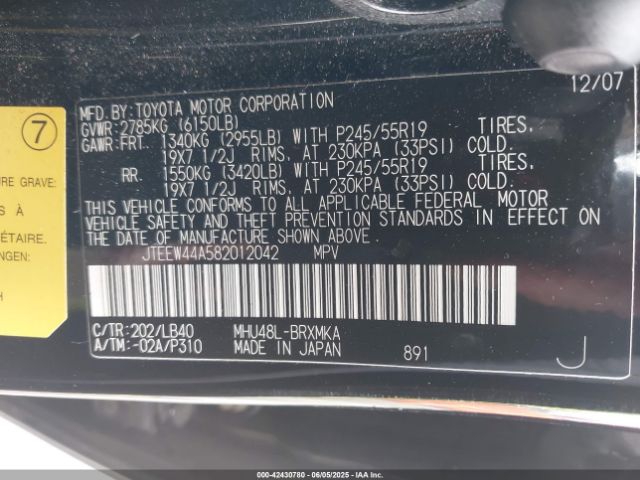 12/07
MFD. BY: TOYOTA MOTOR CORPORATION
GVWR: 2785KG (6150LB)
GAWR: FRT. 1340KG (2955LB) WITH P245/55R19 TIRES,
19X7 1/2J RIMS, AT 230KPA (33PSI) COLD.
RR. 1550KG (3420LB) WITH P245/55R19 TIRES,
19X7 1/2J RIMS, AT 230KPA (33PSI) COLD.
THIS VEHICLE CONFORMS TO ALL APPLICABLE FEDERAL MOTOR
VEHICLE SAFETY AND THEFT PREVENTION STANDARDS IN EFFECT ON
THE DATE OF MANUFACTURE SHOWN ABOVE.
JTEEW44A582012042 MPV
C/TR: 202/LB40 MHU48L-BRXMKA
A/TM: -02A/P310 MADE IN JAPAN 891 J
7
URE GRAVE:
S À
ÉTAIRE.
NGEN:
H
000-42430780 - 06/05/2025 - IAA Inc.